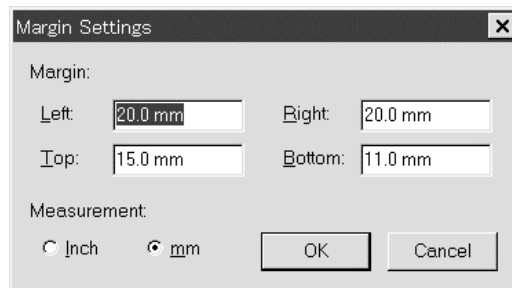 Margin Settings
Margin:
Left: 20.0 mm Right: 20.0 mm
Top: 15.0 mm Bottom: 11.0 mm
Measurement:
Inch mm OK Cancel